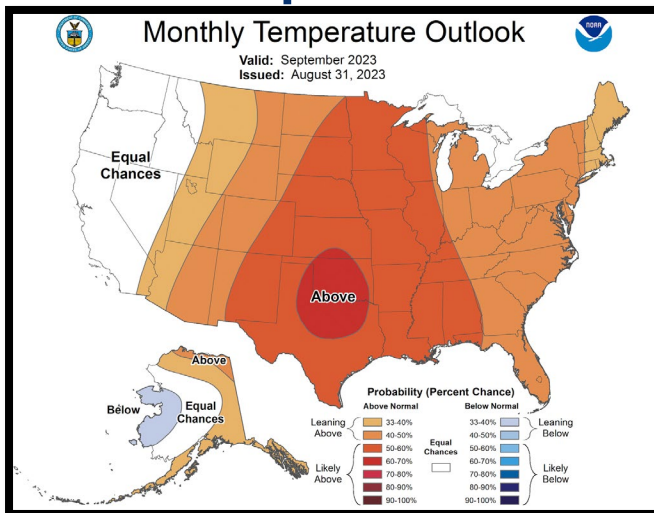 Monthly Temperature Outlook
NOAA
Valid: September 2023
Issued: August 31, 2023
Equal
Chances
Above
Above
Below
Equal
Chances
Probability (Percent Chance)
Above Normal
Below Normal
Leaning
Above
33-40%
40-50%
Likely
Above
50-60%
60-70%
70-80%
80-90%
90-100%
Equal
Chances
33-40%
40-50%
Leaning
Below
50-60%
60-70%
70-80%
80-90%
90-100%
Likely
Below